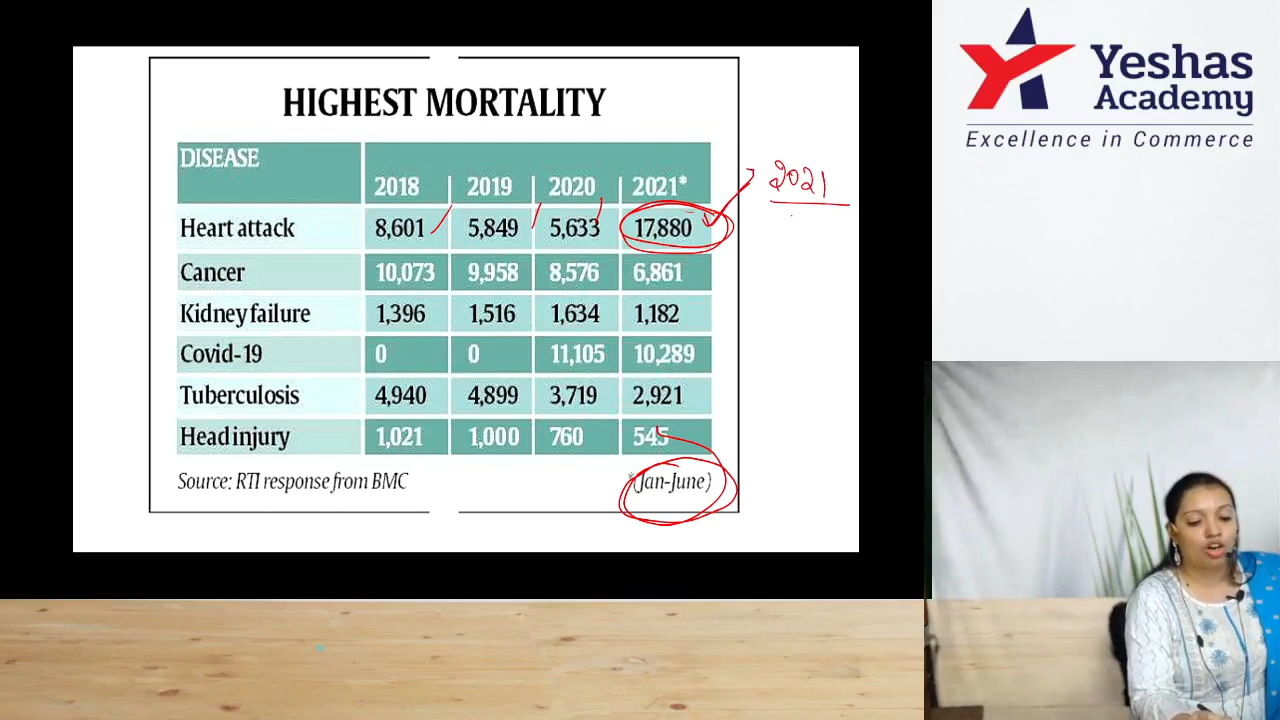 HIGHEST MORTALITY
DISEASE 2018 2019 2020 2021*
Heart attack 8,601 5,849 5,633 17,880
Cancer 10,073 9,958 8,576 6,861
Kidney failure 1,396 1,516 1,634 1,182
Covid-19 0 0 11,105 10,289
Tuberculosis 4,940 4,899 3,719 2,921
Head injury 1,021 1,000 760 545
Source: RTI response from BMC *(Jan-June)
2021
Yeshas
Academy
Excellence in Commerce